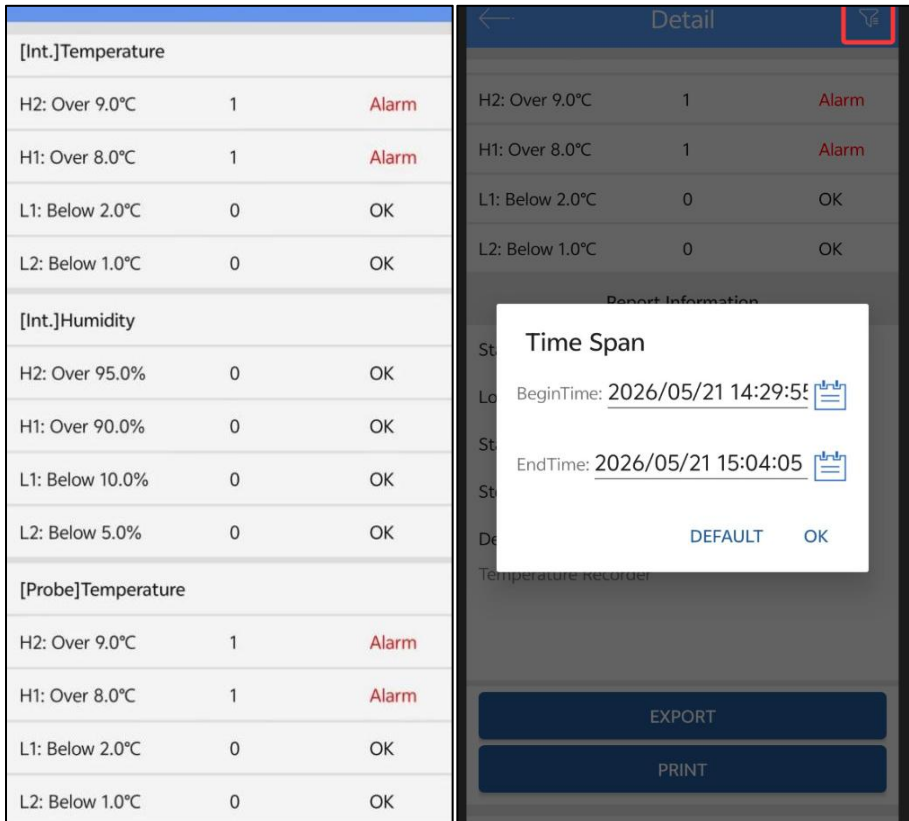 [Int.]Temperature
H2: Over 9.0°C 1 Alarm
H1: Over 8.0°C 1 Alarm
L1: Below 2.0°C 0 OK
L2: Below 1.0°C 0 OK
[Int.]Humidity
H2: Over 95.0% 0 OK
H1: Over 90.0% 0 OK
L1: Below 10.0% 0 OK
L2: Below 5.0% 0 OK
[Probe]Temperature
H2: Over 9.0°C 1 Alarm
H1: Over 8.0°C 1 Alarm
L1: Below 2.0°C 0 OK
L2: Below 1.0°C 0 OK
Detail
H2: Over 9.0°C 1 Alarm
H1: Over 8.0°C 1 Alarm
L1: Below 2.0°C 0 OK
L2: Below 1.0°C 0 OK
Report Information
Time Span
BeginTime: 2026/05/21 14:29:55
EndTime: 2026/05/21 15:04:05
DEFAULT OK
Temperature Recorder
EXPORT
PRINT